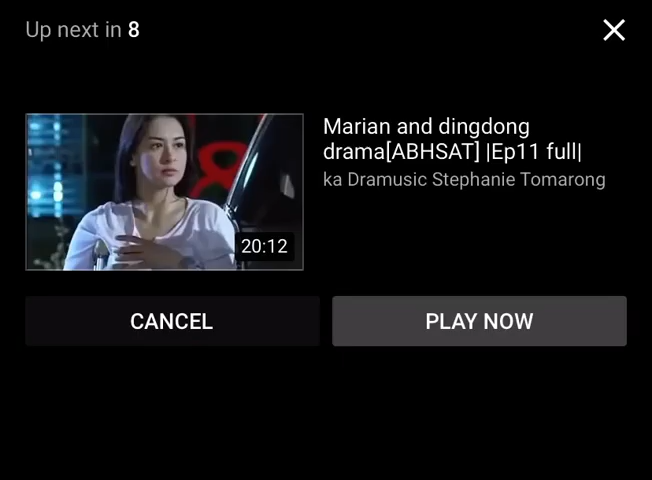 Up next in 8
Marian and dingdong
drama[ABHSAT] |Ep11 full|
ka Dramusic Stephanie Tomarong
20:12
CANCEL
PLAY NOW